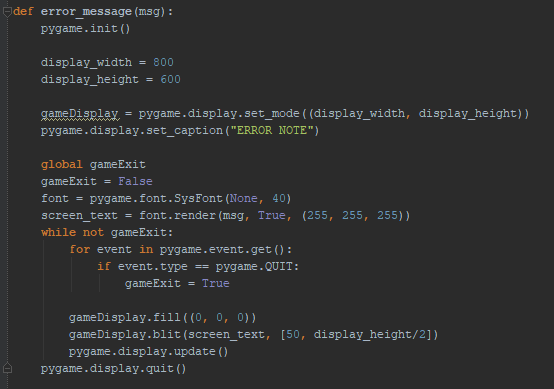 def error_message(msg):
    pygame.init()

    display_width = 800
    display_height = 600

    gameDisplay = pygame.display.set_mode((display_width, display_height))
    pygame.display.set_caption("ERROR NOTE")

    global gameExit
    gameExit = False
    font = pygame.font.SysFont(None, 40)
    screen_text = font.render(msg, True, (255, 255, 255))
    while not gameExit:
        for event in pygame.event.get():
            if event.type == pygame.QUIT:
                gameExit = True

        gameDisplay.fill((0, 0, 0))
        gameDisplay.blit(screen_text, [50, display_height/2])
        pygame.display.update()
    pygame.display.quit()